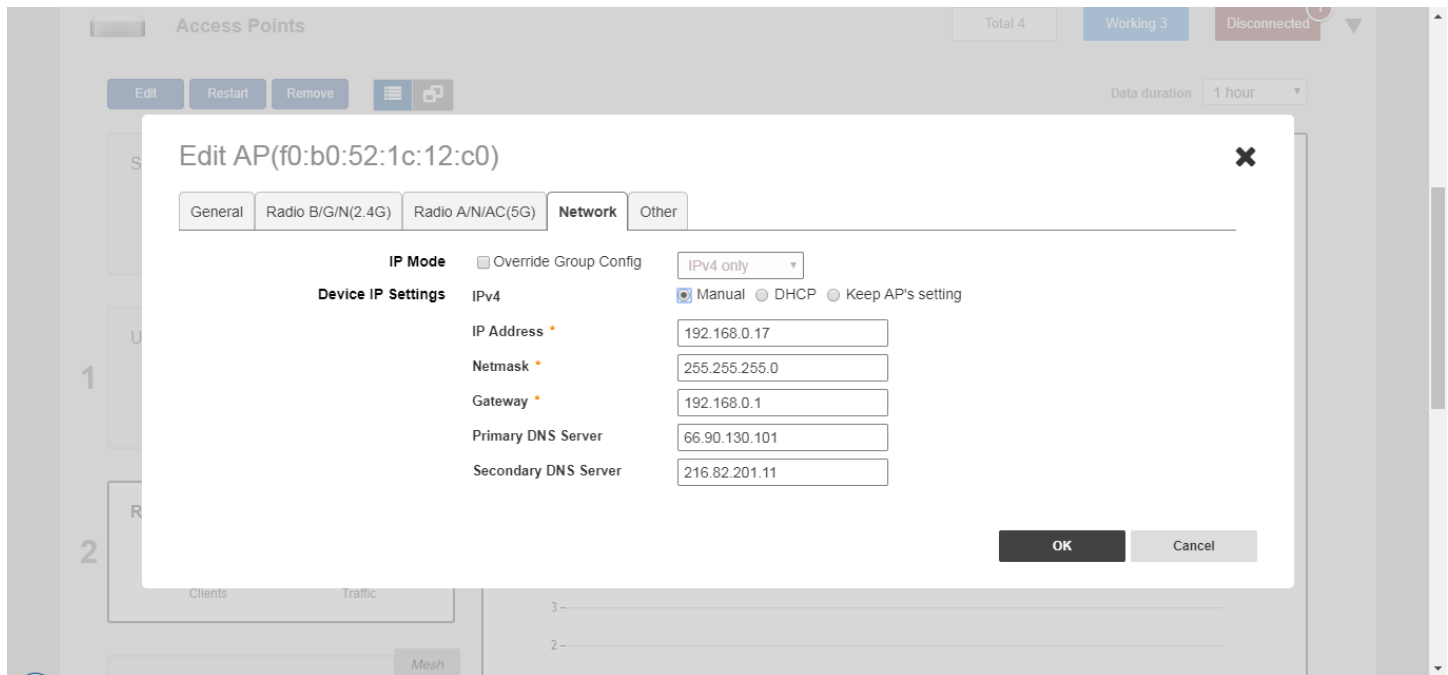 Access Points Total 4 Working 3 Disconnected
Edit Restart Remove Data duration 1 hour
Edit AP(f0:b0:52:1c:12:c0)
General Radio B/G/N(2.4G) Radio A/N/AC(5G) Network Other
IP Mode Override Group Config IPv4 only
Device IP Settings IPv4 Manual DHCP Keep AP's setting
IP Address * 192.168.0.17
Netmask * 255.255.255.0
1
Gateway * 192.168.0.1
Primary DNS Server 66.90.130.101
Secondary DNS Server 216.82.201.11
2
OK Cancel
Clients Traffic
3
2
Mesh